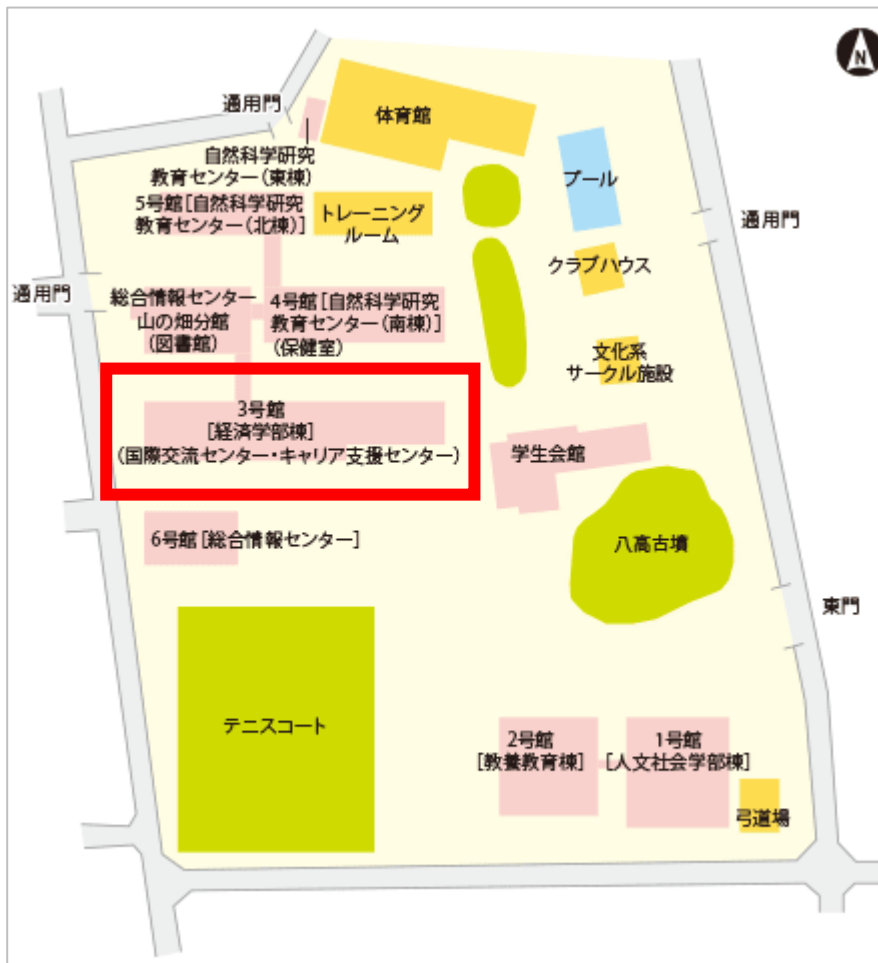 N
通用門
体育館
自然科学研究
教育センター(東棟)
プール
5号館[自然科学研究
教育センター(北棟)]
トレーニング
ルーム
通用門
クラブハウス
通用門
総合情報センター
山の畑分館
(図書館)
4号館[自然科学研究
教育センター(南棟)]
(保健室)
文化系
サークル施設
3号館
[経済学部棟]
(国際交流センター・キャリア支援センター)
学生会館
6号館[総合情報センター]
八高古墳
東門
テニスコート
2号館
[教養教育棟]
1号館
[人文社会学部棟]
弓道場